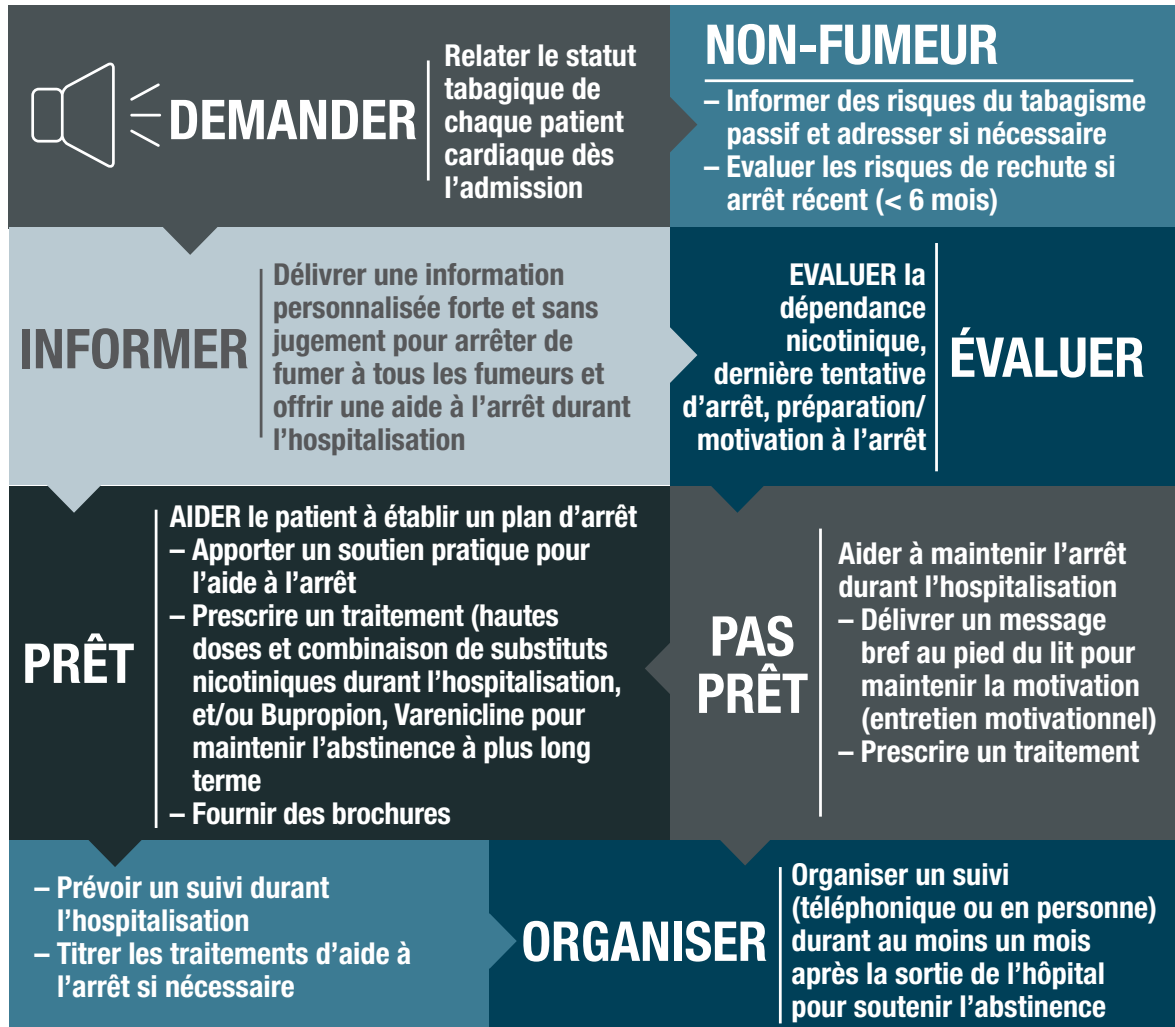 DEMANDER
Relater le statut
tabagique de
chaque patient
cardiaque dès
l’admission
NON-FUMEUR
– Informer des risques du tabagisme
passif et adresser si nécessaire
– Evaluer les risques de rechute si
arrêt récent (< 6 mois)
INFORMER
Délivrer une information
personnalisée forte et sans
jugement pour arrêter de
fumer à tous les fumeurs et
offrir une aide à l’arrêt durant
l’hospitalisation
EVALUER la
dépendance
nicotinique,
dernière tentative
d’arrêt, préparation/
motivation à l’arrêt
ÉVALUER
PRÊT
AIDER le patient à établir un plan d’arrêt
– Apporter un soutien pratique pour
l’aide à l’arrêt
– Prescrire un traitement (hautes
doses et combinaison de substituts
nicotiniques durant l’hospitalisation,
et/ou Bupropion, Varenicline pour
maintenir l’abstinence à plus long
terme
– Fournir des brochures
PAS
PRÊT
Aider à maintenir l’arrêt
durant l’hospitalisation
– Délivrer un message
bref au pied du lit pour
maintenir la motivation
(entretien motivationnel)
– Prescrire un traitement
– Prévoir un suivi durant
l’hospitalisation
– Titrer les traitements d’aide à
l’arrêt si nécessaire
ORGANISER
Organiser un suivi
(téléphonique ou en personne)
durant au moins un mois
après la sortie de l’hôpital
pour soutenir l’abstinence